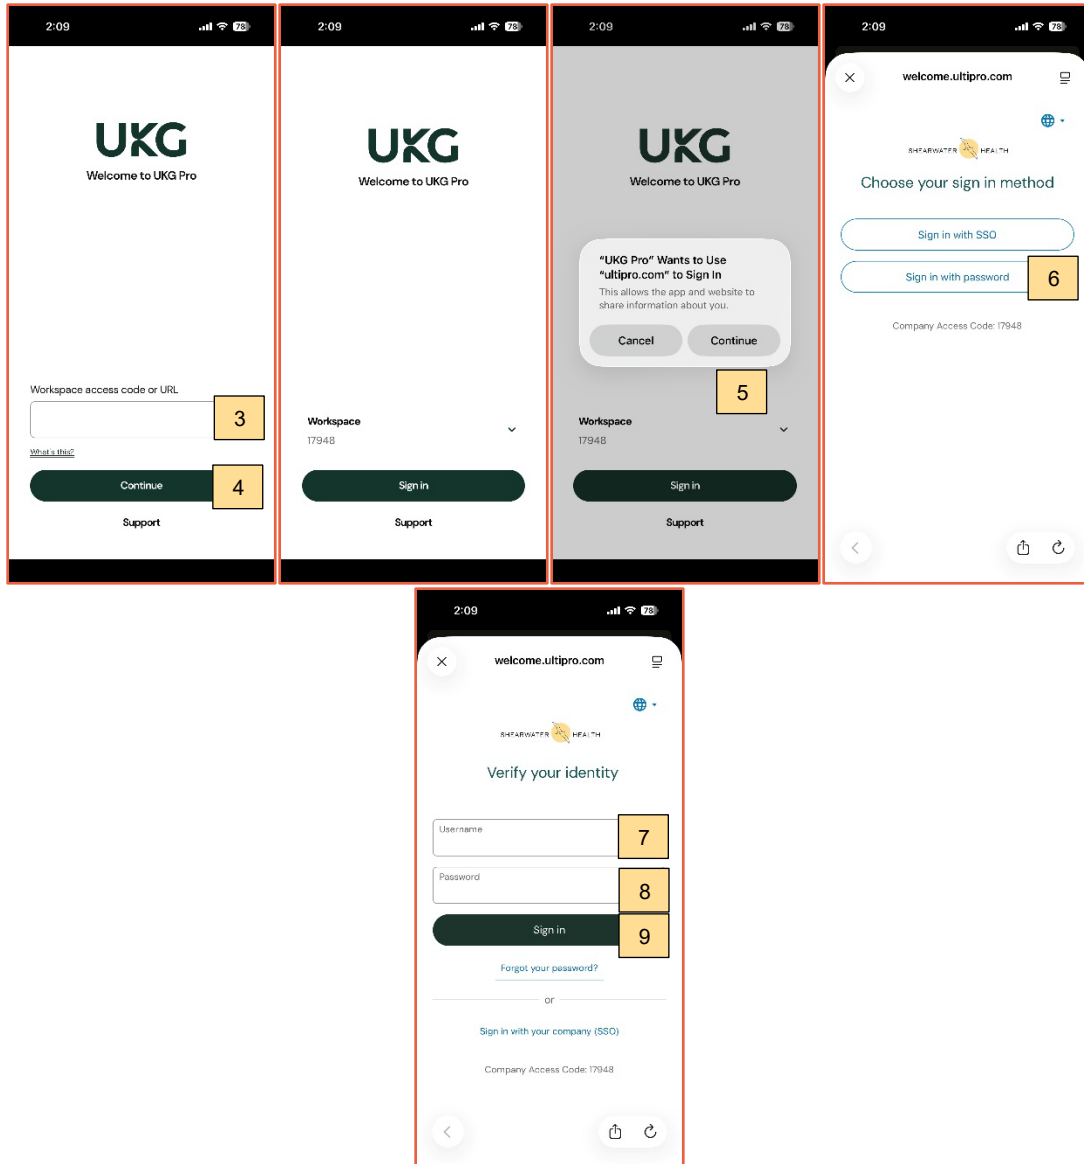 2:09
78
UKG
Welcome to UKG Pro
Workspace access code or URL
3
What's this?
Continue
4
Support
2:09
78
UKG
Welcome to UKG Pro
Workspace
17948
Sign in
Support
2:09
78
UKG
Welcome to UKG Pro
“UKG Pro” Wants to Use
“ultipro.com” to Sign In
This allows the app and website to
share information about you.
Cancel
Continue
5
Workspace
17948
Sign in
Support
2:09
78
welcome.ultipro.com
SHEARWATER HEALTH
Choose your sign in method
Sign in with SSO
Sign in with password
6
Company Access Code: 17948
2:09
78
welcome.ultipro.com
SHEARWATER HEALTH
Verify your identity
Username
7
Password
8
Sign in
9
Forgot your password?
or
Sign in with your company (SSO)
Company Access Code: 17948